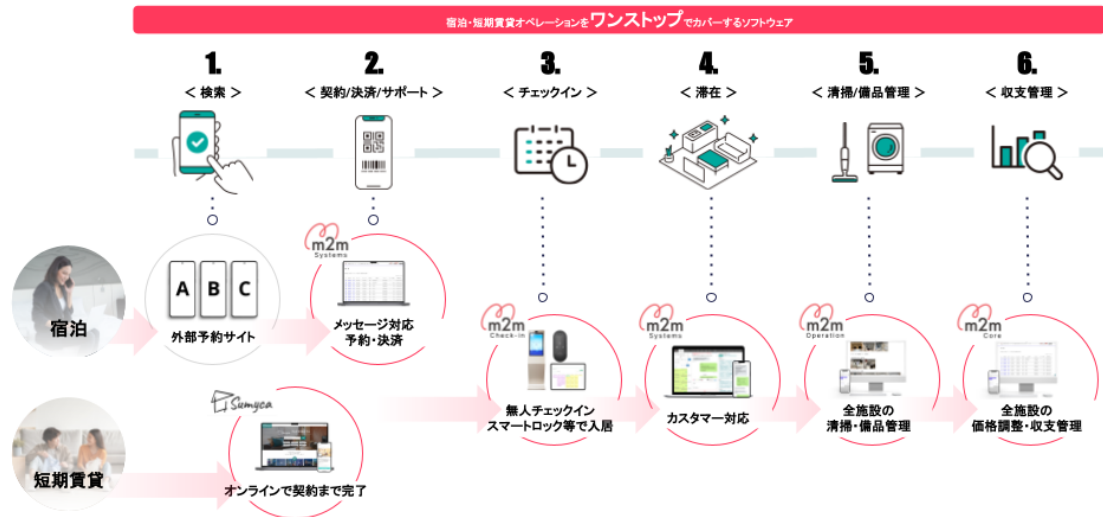 宿泊・短期賃貸オペレーションをワンストップでカバーするソフトウェア
1.
2.
3.
4.
5.
6.
< 検索 >
< 契約/決済/サポート >
< チェックイン >
< 滞在 >
< 清掃/備品管理 >
< 収支管理 >
宿泊
A B C
外部予約サイト
m2m
Systems
メッセージ対応
予約・決済
m2m
Check-in
無人チェックイン
スマートロック等で入居
m2m
Systems
カスタマー対応
m2m
Operation
全施設の
清掃・備品管理
m2m
Core
全施設の
価格調整・収支管理
短期賃貸
Sumyca
オンラインで契約まで完了